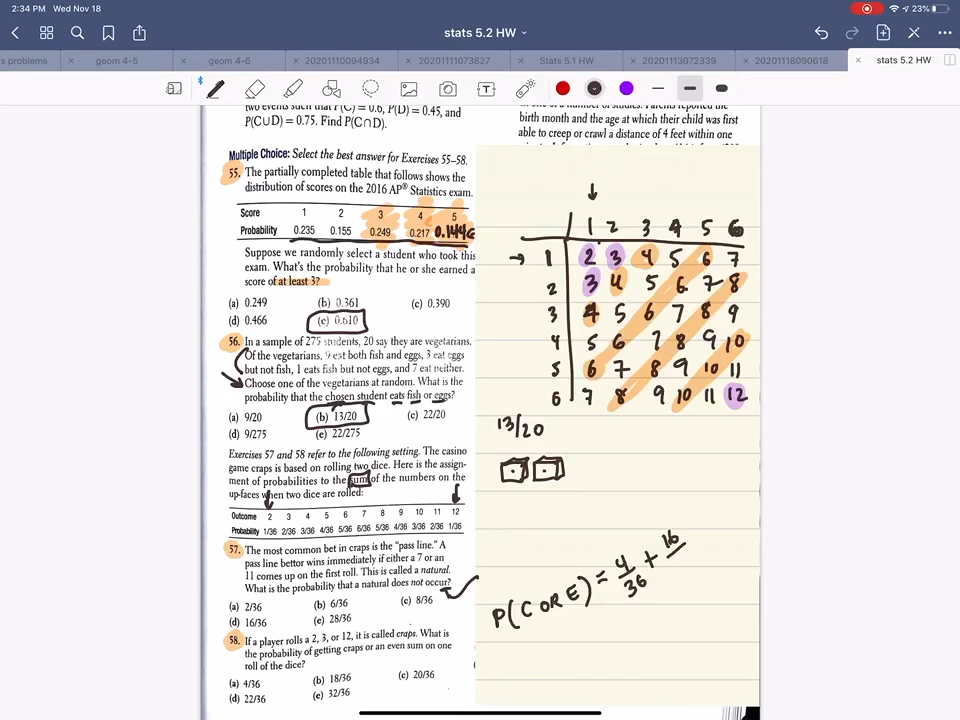 2:34 PM Wed Nov 18
23%
stats 5.2 HW
s problems
geom 4-5
geom 4-6
20201110094934
20201111073827
Stats 5.1 HW
20201113072339
20201118090618
stats 5.2 HW
two events such that P(C) = 0.6, P(D) = 0.45, and
P(C∪D) = 0.75. Find P(C∩D).
birth month and the age at which their child was first
able to creep or crawl a distance of 4 feet within one
Multiple Choice: Select the best answer for Exercises 55–58.
55. The partially completed table that follows shows the
distribution of scores on the 2016 AP® Statistics exam.
Score 1 2 3 4 5
Probability 0.235 0.155 0.249 0.217 0.144
Suppose we randomly select a student who took this
exam. What's the probability that he or she earned a
score of at least 3?
(a) 0.249 (b) 0.361 (c) 0.390
(d) 0.466 (e) 0.610
56. In a sample of 275 students, 20 say they are vegetarians.
Of the vegetarians, 9 eat both fish and eggs, 3 eat eggs
but not fish, 1 eats fish but not eggs, and 7 eat neither.
Choose one of the vegetarians at random. What is the
probability that the chosen student eats fish or eggs?
(a) 9/20 (b) 13/20 (c) 22/20
(d) 9/275 (e) 22/275
Exercises 57 and 58 refer to the following setting. The casino
game craps is based on rolling two dice. Here is the assign-
ment of probabilities to the sum of the numbers on the
up-faces when two dice are rolled:
Outcome 2 3 4 5 6 7 8 9 10 11 12
Probability 1/36 2/36 3/36 4/36 5/36 6/36 5/36 4/36 3/36 2/36 1/36
57. The most common bet in craps is the "pass line." A
pass line bettor wins immediately if either a 7 or an
11 comes up on the first roll. This is called a natural.
What is the probability that a natural does not occur?
(a) 2/36 (b) 6/36 (c) 8/36
(d) 16/36 (e) 28/36
58. If a player rolls a 2, 3, or 12, it is called craps. What is
the probability of getting craps or an even sum on one
roll of the dice?
(a) 4/36 (b) 18/36 (c) 20/36
(d) 22/36 (e) 32/36
1 2 3 4 5 6
1 2 3 4 5 6 7
2 3 4 5 6 7 8
3 4 5 6 7 8 9
4 5 6 7 8 9 10
5 6 7 8 9 10 11
6 7 8 9 10 11 12
13/20
P(C OR E) = 4/36 + 16